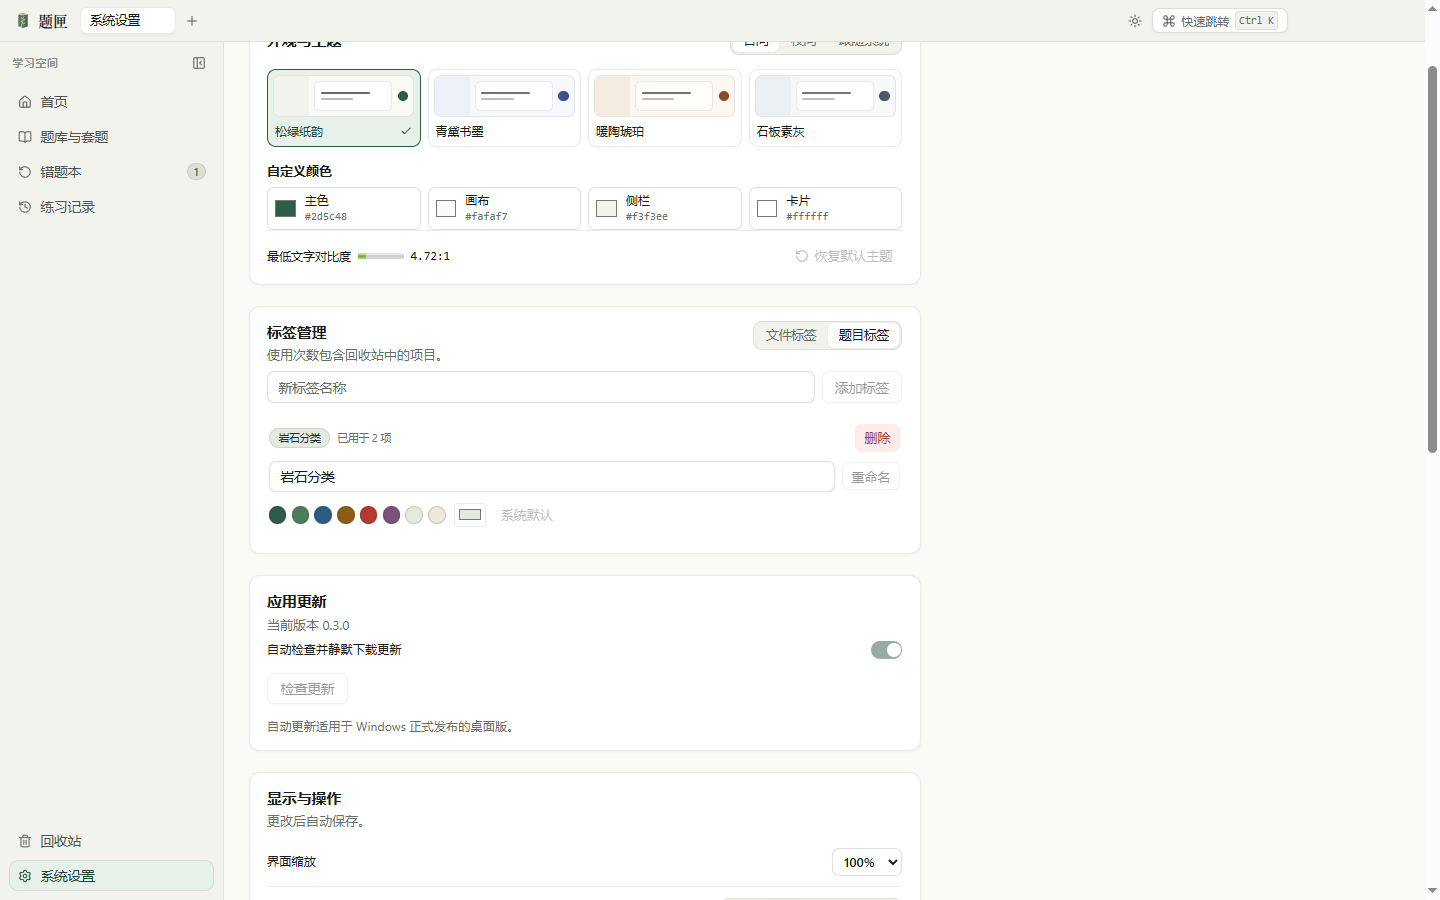 题匣
系统设置
快速跳转 Ctrl K
学习空间
首页
题库与套题
错题本 1
练习记录
回收站
系统设置
外观与主题
松绿纸韵
青黛书墨
暖陶琥珀
石板素灰
自定义颜色
主色
#2d5c48
画布
#fafaf7
侧栏
#f3f3ee
卡片
#ffffff
最低文字对比度 4.72:1
恢复默认主题
标签管理
使用次数包含回收站中的项目。
文件标签 题目标签
新标签名称
添加标签
岩石分类 已用于 2 项
删除
岩石分类
重命名
系统默认
应用更新
当前版本 0.3.0
自动检查并静默下载更新
检查更新
自动更新适用于 Windows 正式发布的桌面版。
显示与操作
更改后自动保存。
界面缩放
100%